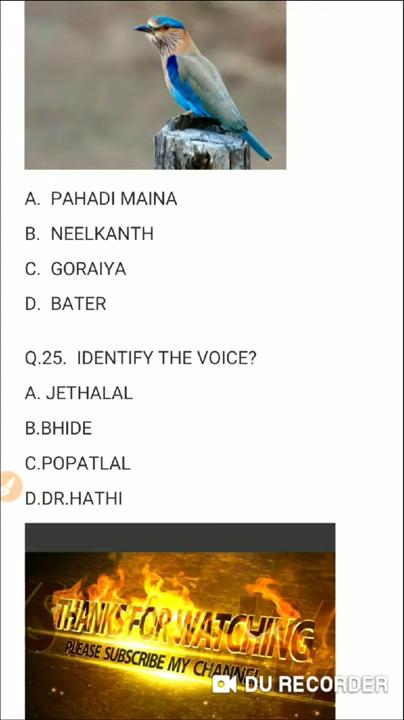 A. PAHADI MAINA
B. NEELKANTH
C. GORAIYA
D. BATER
Q.25. IDENTIFY THE VOICE?
A. JETHALAL
B.BHIDE
C.POPATLAL
D.DR.HATHI
THANKS FOR WATCHING
PLEASE SUBSCRIBE MY CHANNEL
DU RECORDER